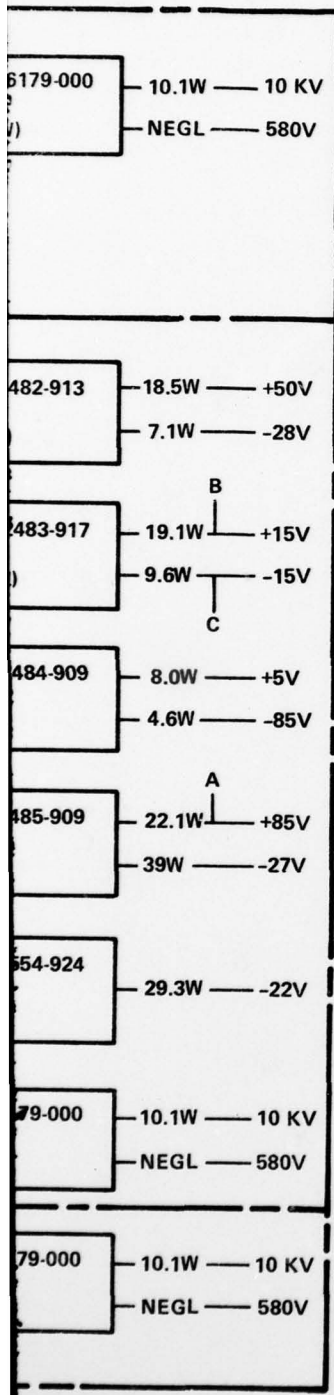 6179-000
10.1W 10 KV
NEGL 580V
482-913
18.5W +50V
7.1W -28V
B
483-917
19.1W +15V
9.6W -15V
C
484-909
8.0W +5V
4.6W -85V
A
485-909
22.1W +85V
39W -27V
554-924
29.3W -22V
79-000
10.1W 10 KV
NEGL 580V
79-000
10.1W 10 KV
NEGL 580V